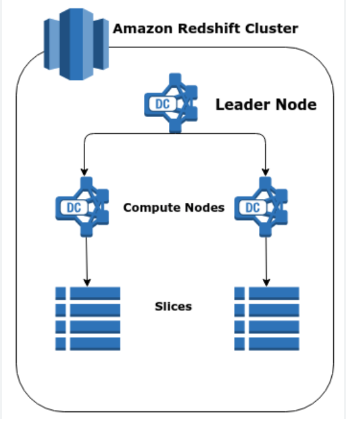 Amazon Redshift Cluster
DC
Leader Node
DC
Compute Nodes
DC
Slices